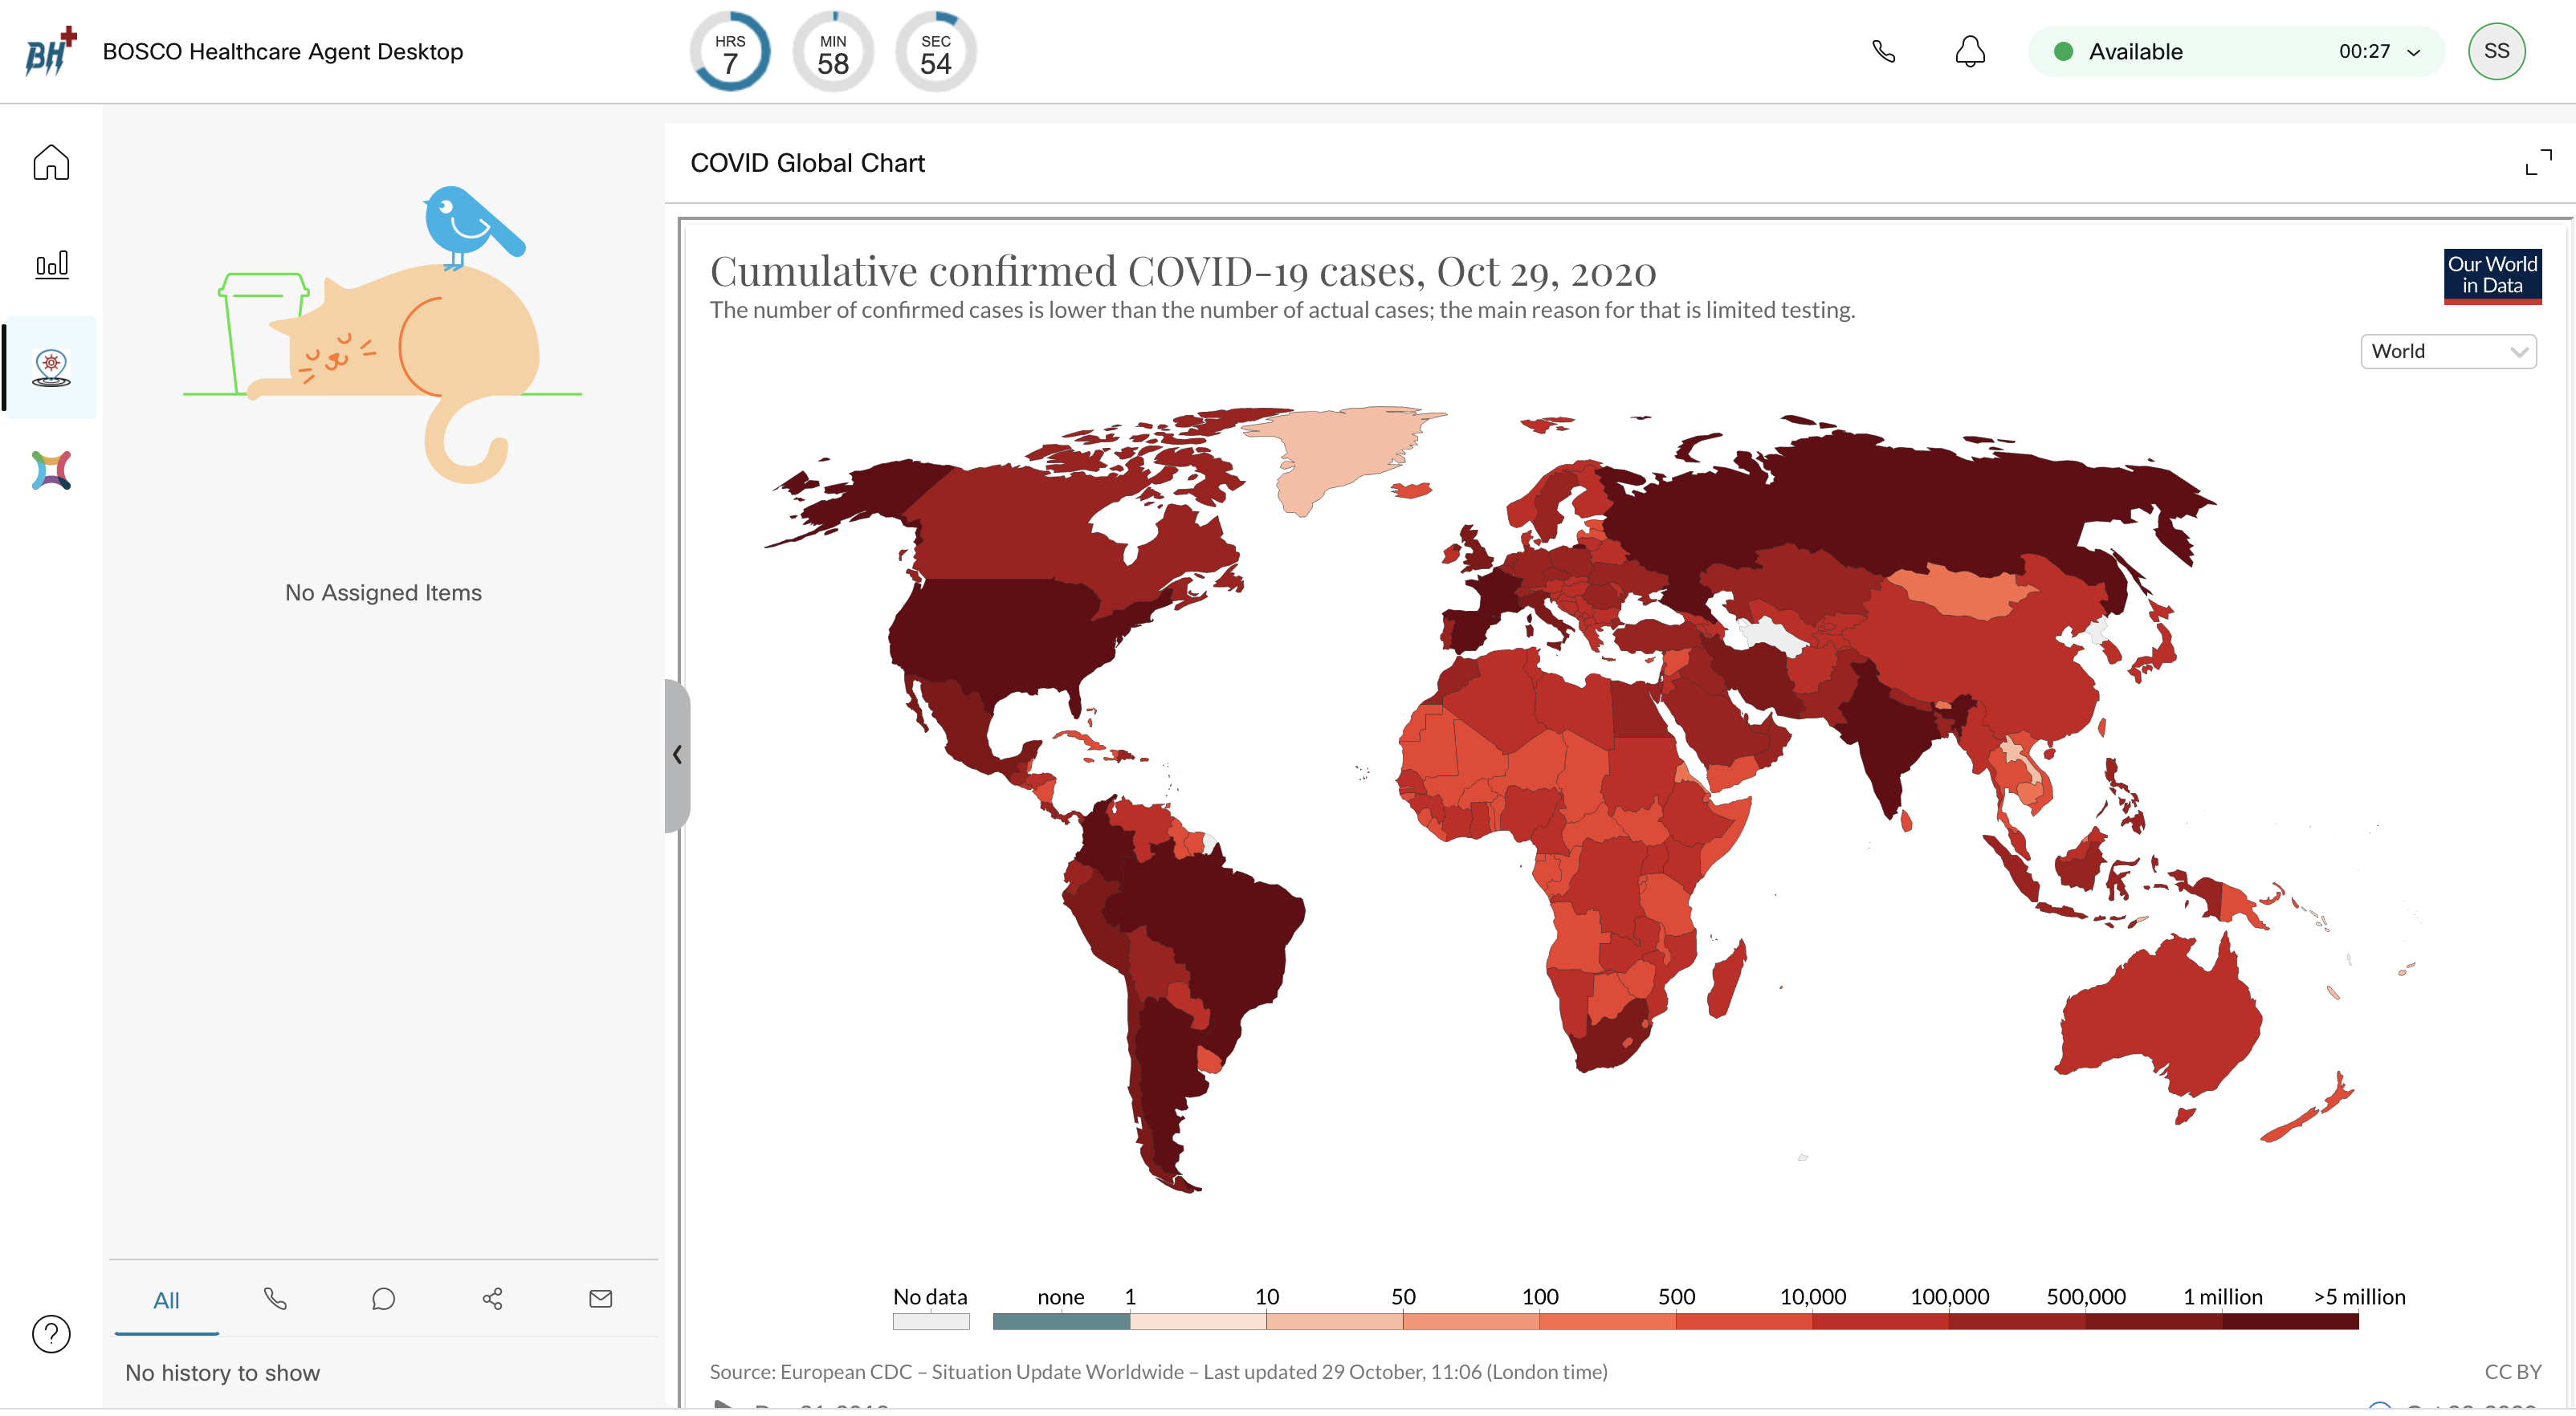 BH
BOSCO Healthcare Agent Desktop
HRS
7
MIN
58
SEC
54
Available
00:27
SS
COVID Global Chart
Cumulative confirmed COVID-19 cases, Oct 29, 2020
The number of confirmed cases is lower than the number of actual cases; the main reason for that is limited testing.
Our World
in Data
World
No Assigned Items
No data
none
1
10
50
100
500
10,000
100,000
500,000
1 million
>5 million
All
No history to show
Source: European CDC – Situation Update Worldwide – Last updated 29 October, 11:06 (London time)
CC BY